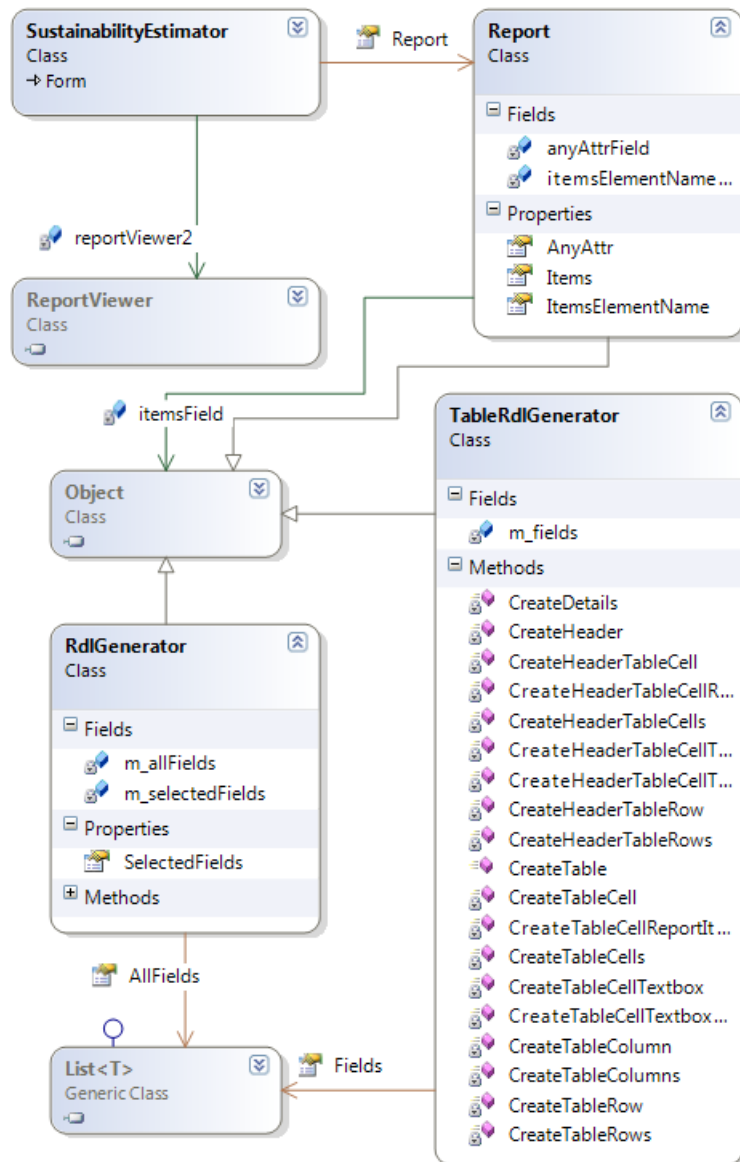 SustainabilityEstimator
Class
Form
Report
Report
Class
Fields
anyAttrField
itemsElementName...
Properties
AnyAttr
Items
ItemsElementName
reportViewer2
ReportViewer
Class
itemsField
Object
Class
TableRdlGenerator
Class
Fields
m_fields
Methods
CreateDetails
CreateHeader
CreateHeaderTableCell
CreateHeaderTableCellR...
CreateHeaderTableCells
CreateHeaderTableCellT...
CreateHeaderTableCellT...
CreateHeaderTableRow
CreateHeaderTableRows
CreateTable
CreateTableCell
CreateTableCellReportIt...
CreateTableCells
CreateTableCellTextbox
CreateTableCellTextbox...
CreateTableColumn
CreateTableColumns
CreateTableRow
CreateTableRows
RdlGenerator
Class
Fields
m_allFields
m_selectedFields
Properties
SelectedFields
Methods
AllFields
List<T>
Generic Class
Fields